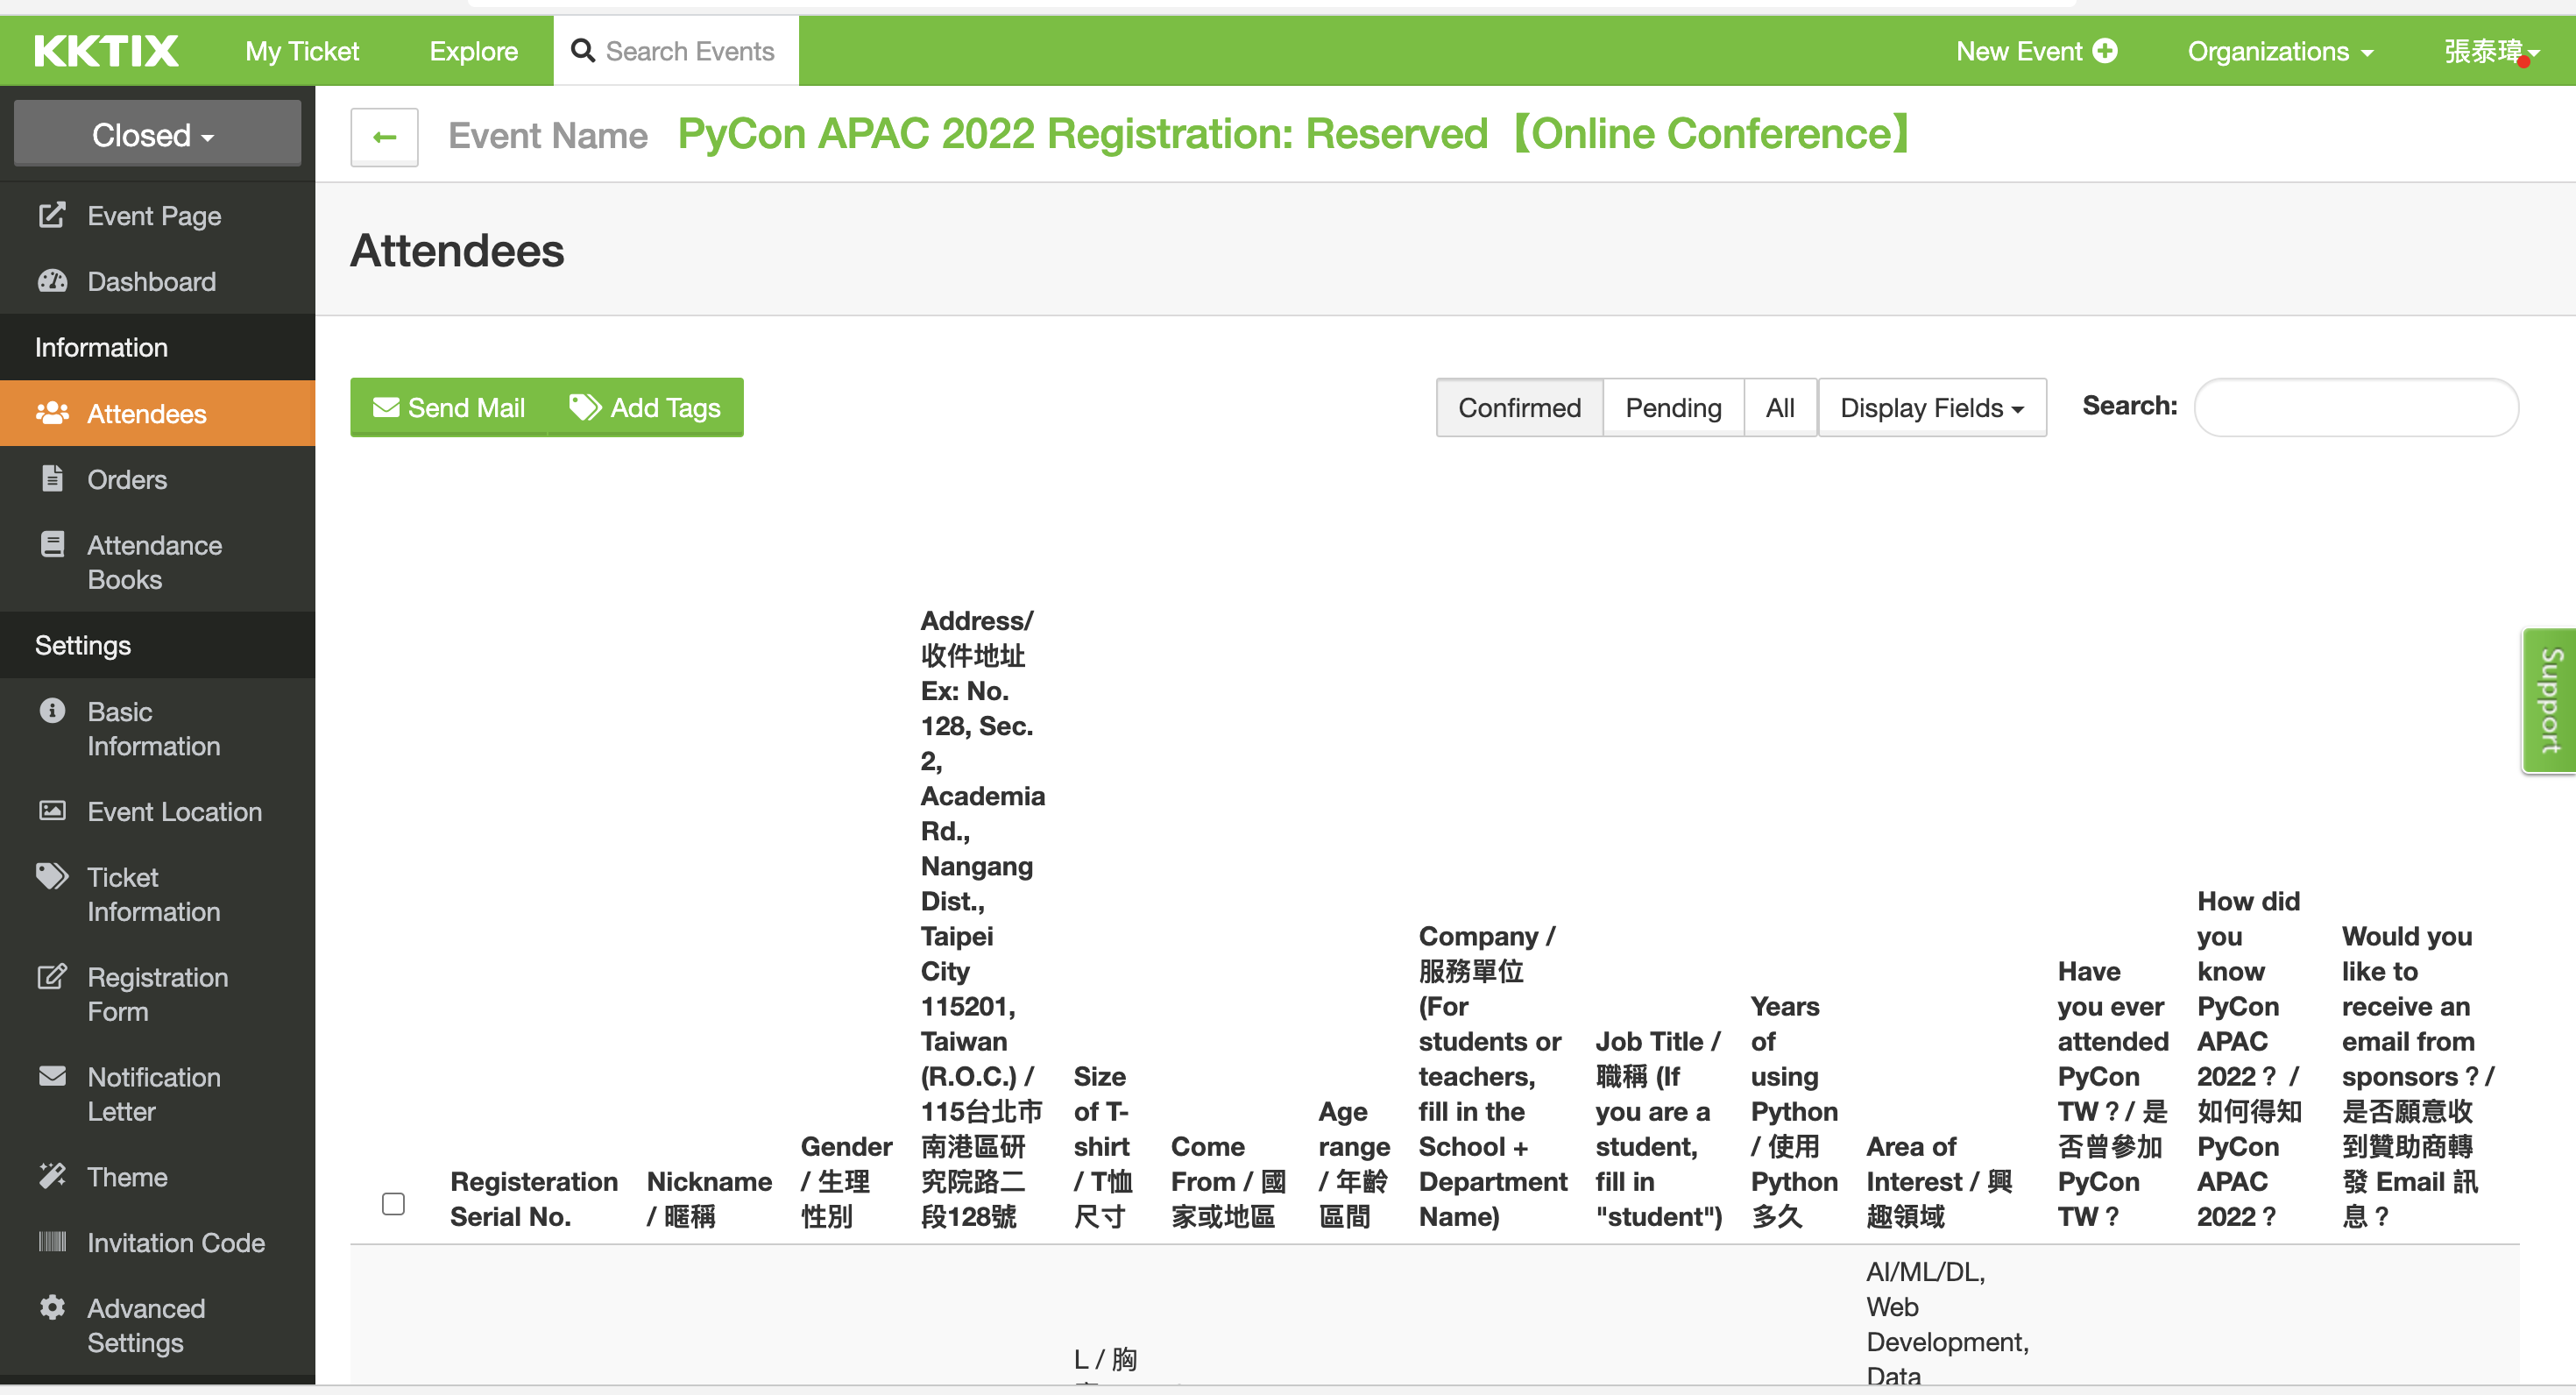 KKTIX
My Ticket
Explore
Search Events
New Event
Organizations
張泰瑋
Closed
Event Name
PyCon APAC 2022 Registration: Reserved【Online Conference】
Event Page
Dashboard
Information
Attendees
Orders
Attendance
Books
Settings
Basic
Information
Event Location
Ticket
Information
Registration
Form
Notification
Letter
Theme
Invitation Code
Advanced
Settings
Attendees
Send Mail
Add Tags
Confirmed
Pending
All
Display Fields
Search:
Registeration
Serial No.
Nickname
/ 暱稱
Gender
/ 生理
性別
Address/
收件地址
Ex: No.
128, Sec.
2,
Academia
Rd.,
Nangang
Dist.,
Taipei
City
115201,
Taiwan
(R.O.C.) /
115台北市
南港區研
究院路二
段128號
Size
of T-
shirt
/ T恤
尺寸
Come
From / 國
家或地區
Age
range
/ 年齡
區間
Company /
服務單位
(For
students or
teachers,
fill in the
School +
Department
Name)
Job Title /
職稱 (If
you are a
student,
fill in
"student")
Years
of
using
Python
/ 使用
Python
多久
Area of
Interest / 興
趣領域
Have
you ever
attended
PyCon
TW？/ 是
否曾參加
PyCon
TW？
How did
you
know
PyCon
APAC
2022？ /
如何得知
PyCon
APAC
2022？
Would you
like to
receive an
email from
sponsors？/
是否願意收
到贊助商轉
發 Email 訊
息？
L / 胸
AI/ML/DL,
Web
Development,
Data
Support